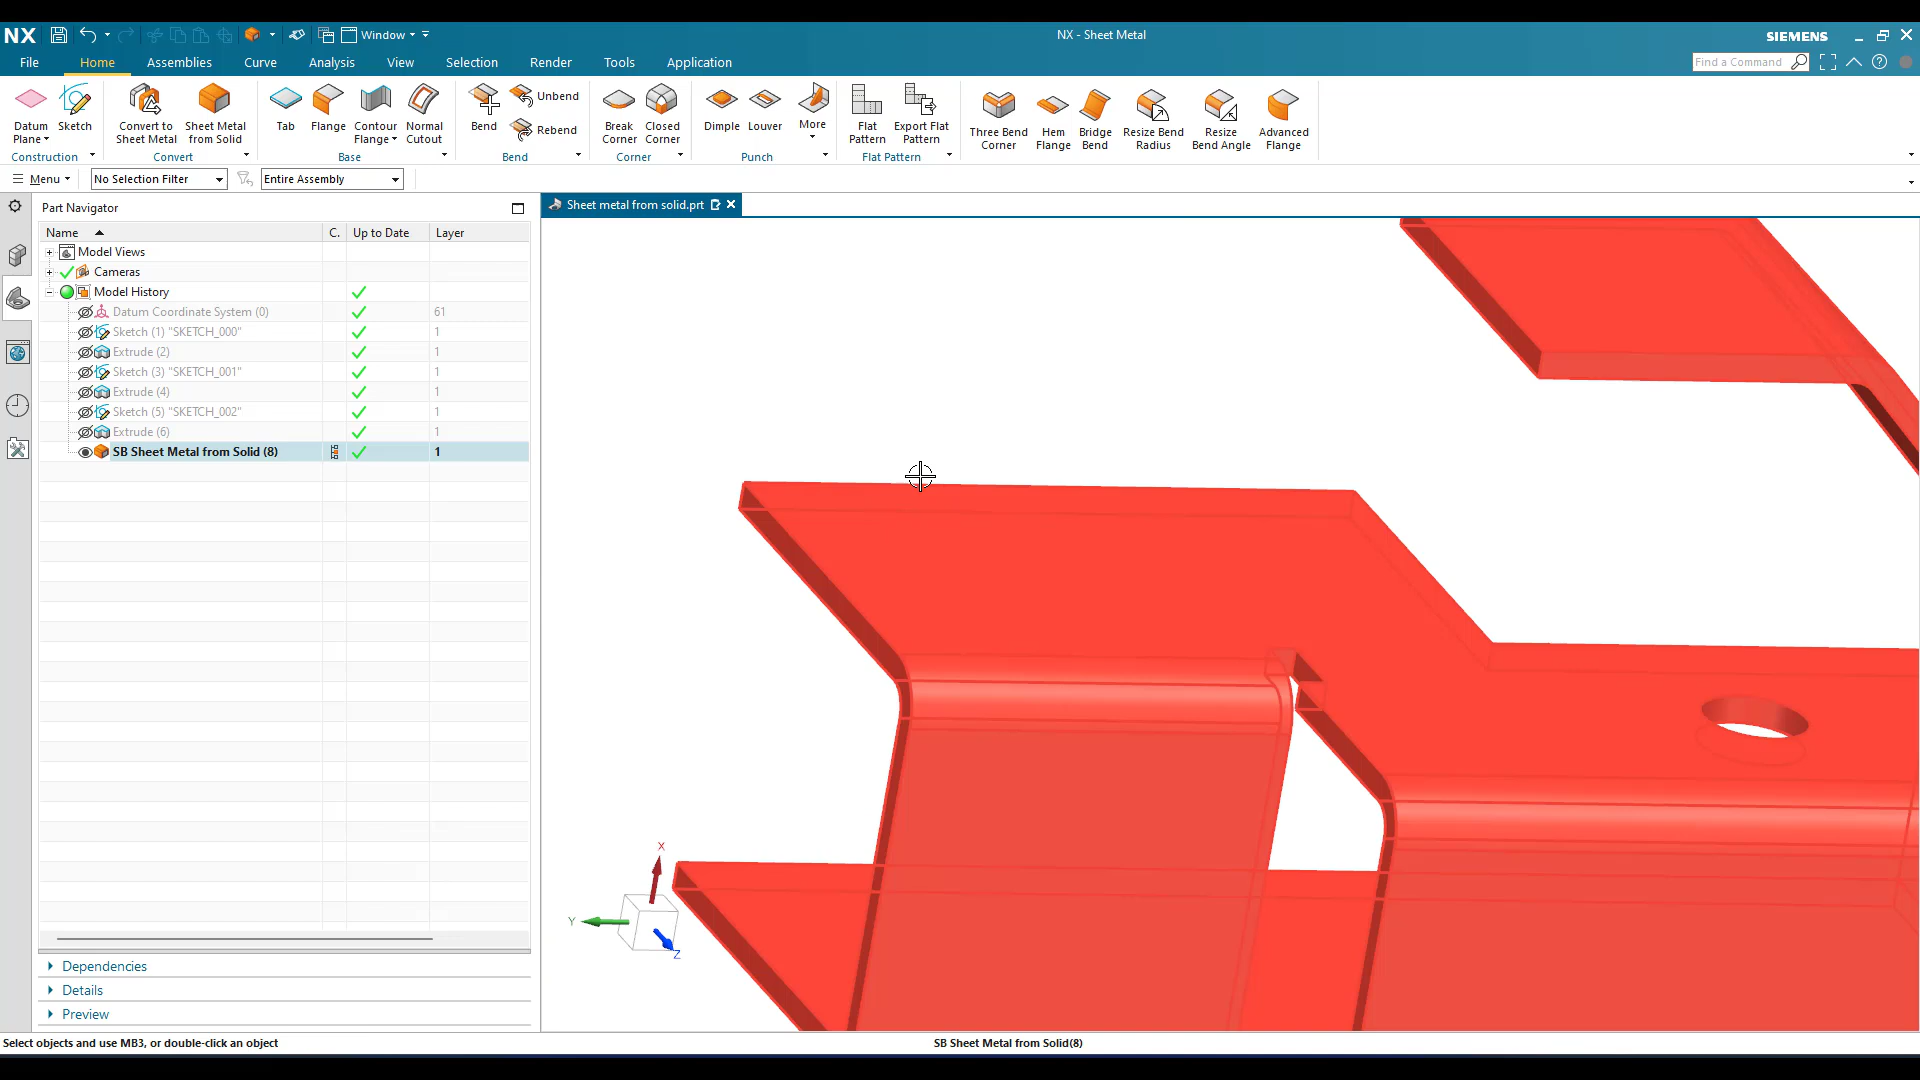 NX
Window
NX - Sheet Metal
SIEMENS
File
Home
Assemblies
Curve
Analysis
View
Selection
Render
Tools
Application
Find a Command
Datum
Plane
Sketch
Construction
Convert to
Sheet Metal
Sheet Metal
from Solid
Convert
Tab
Flange
Contour
Flange
Normal
Cutout
Base
Bend
Unbend
Rebend
Bend
Break
Corner
Closed
Corner
Corner
Dimple
Louver
More
Punch
Flat
Pattern
Export Flat
Pattern
Flat Pattern
Three Bend
Corner
Hem
Flange
Bridge
Bend
Resize Bend
Radius
Resize
Bend Angle
Advanced
Flange
Menu
No Selection Filter
Entire Assembly
Part Navigator
Sheet metal from solid.prt
Name C. Up to Date Layer
Model Views
Cameras
Model History
Datum Coordinate System (0) 61
Sketch (1) "SKETCH_000" 1
Extrude (2) 1
Sketch (3) "SKETCH_001" 1
Extrude (4) 1
Sketch (5) "SKETCH_002" 1
Extrude (6) 1
SB Sheet Metal from Solid (8) 1
X
Y
Z
Dependencies
Details
Preview
Select objects and use MB3, or double-click an object
SB Sheet Metal from Solid(8)